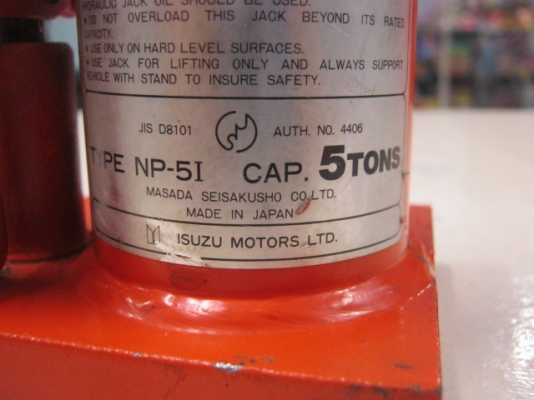 HYDRAULIC JACK OIL SHOULD BE USED.
• DO NOT OVERLOAD THIS JACK BEYOND ITS RATED
CAPACITY.
• USE ONLY ON HARD LEVEL SURFACES.
• USE JACK FOR LIFTING ONLY AND ALWAYS SUPPORT
VEHICLE WITH STAND TO INSURE SAFETY.
JIS D8101 AUTH. NO. 4406
TYPE NP-5I CAP. 5TONS
MASADA SEISAKUSHO CO.,LTD.
MADE IN JAPAN
ISUZU MOTORS LTD.